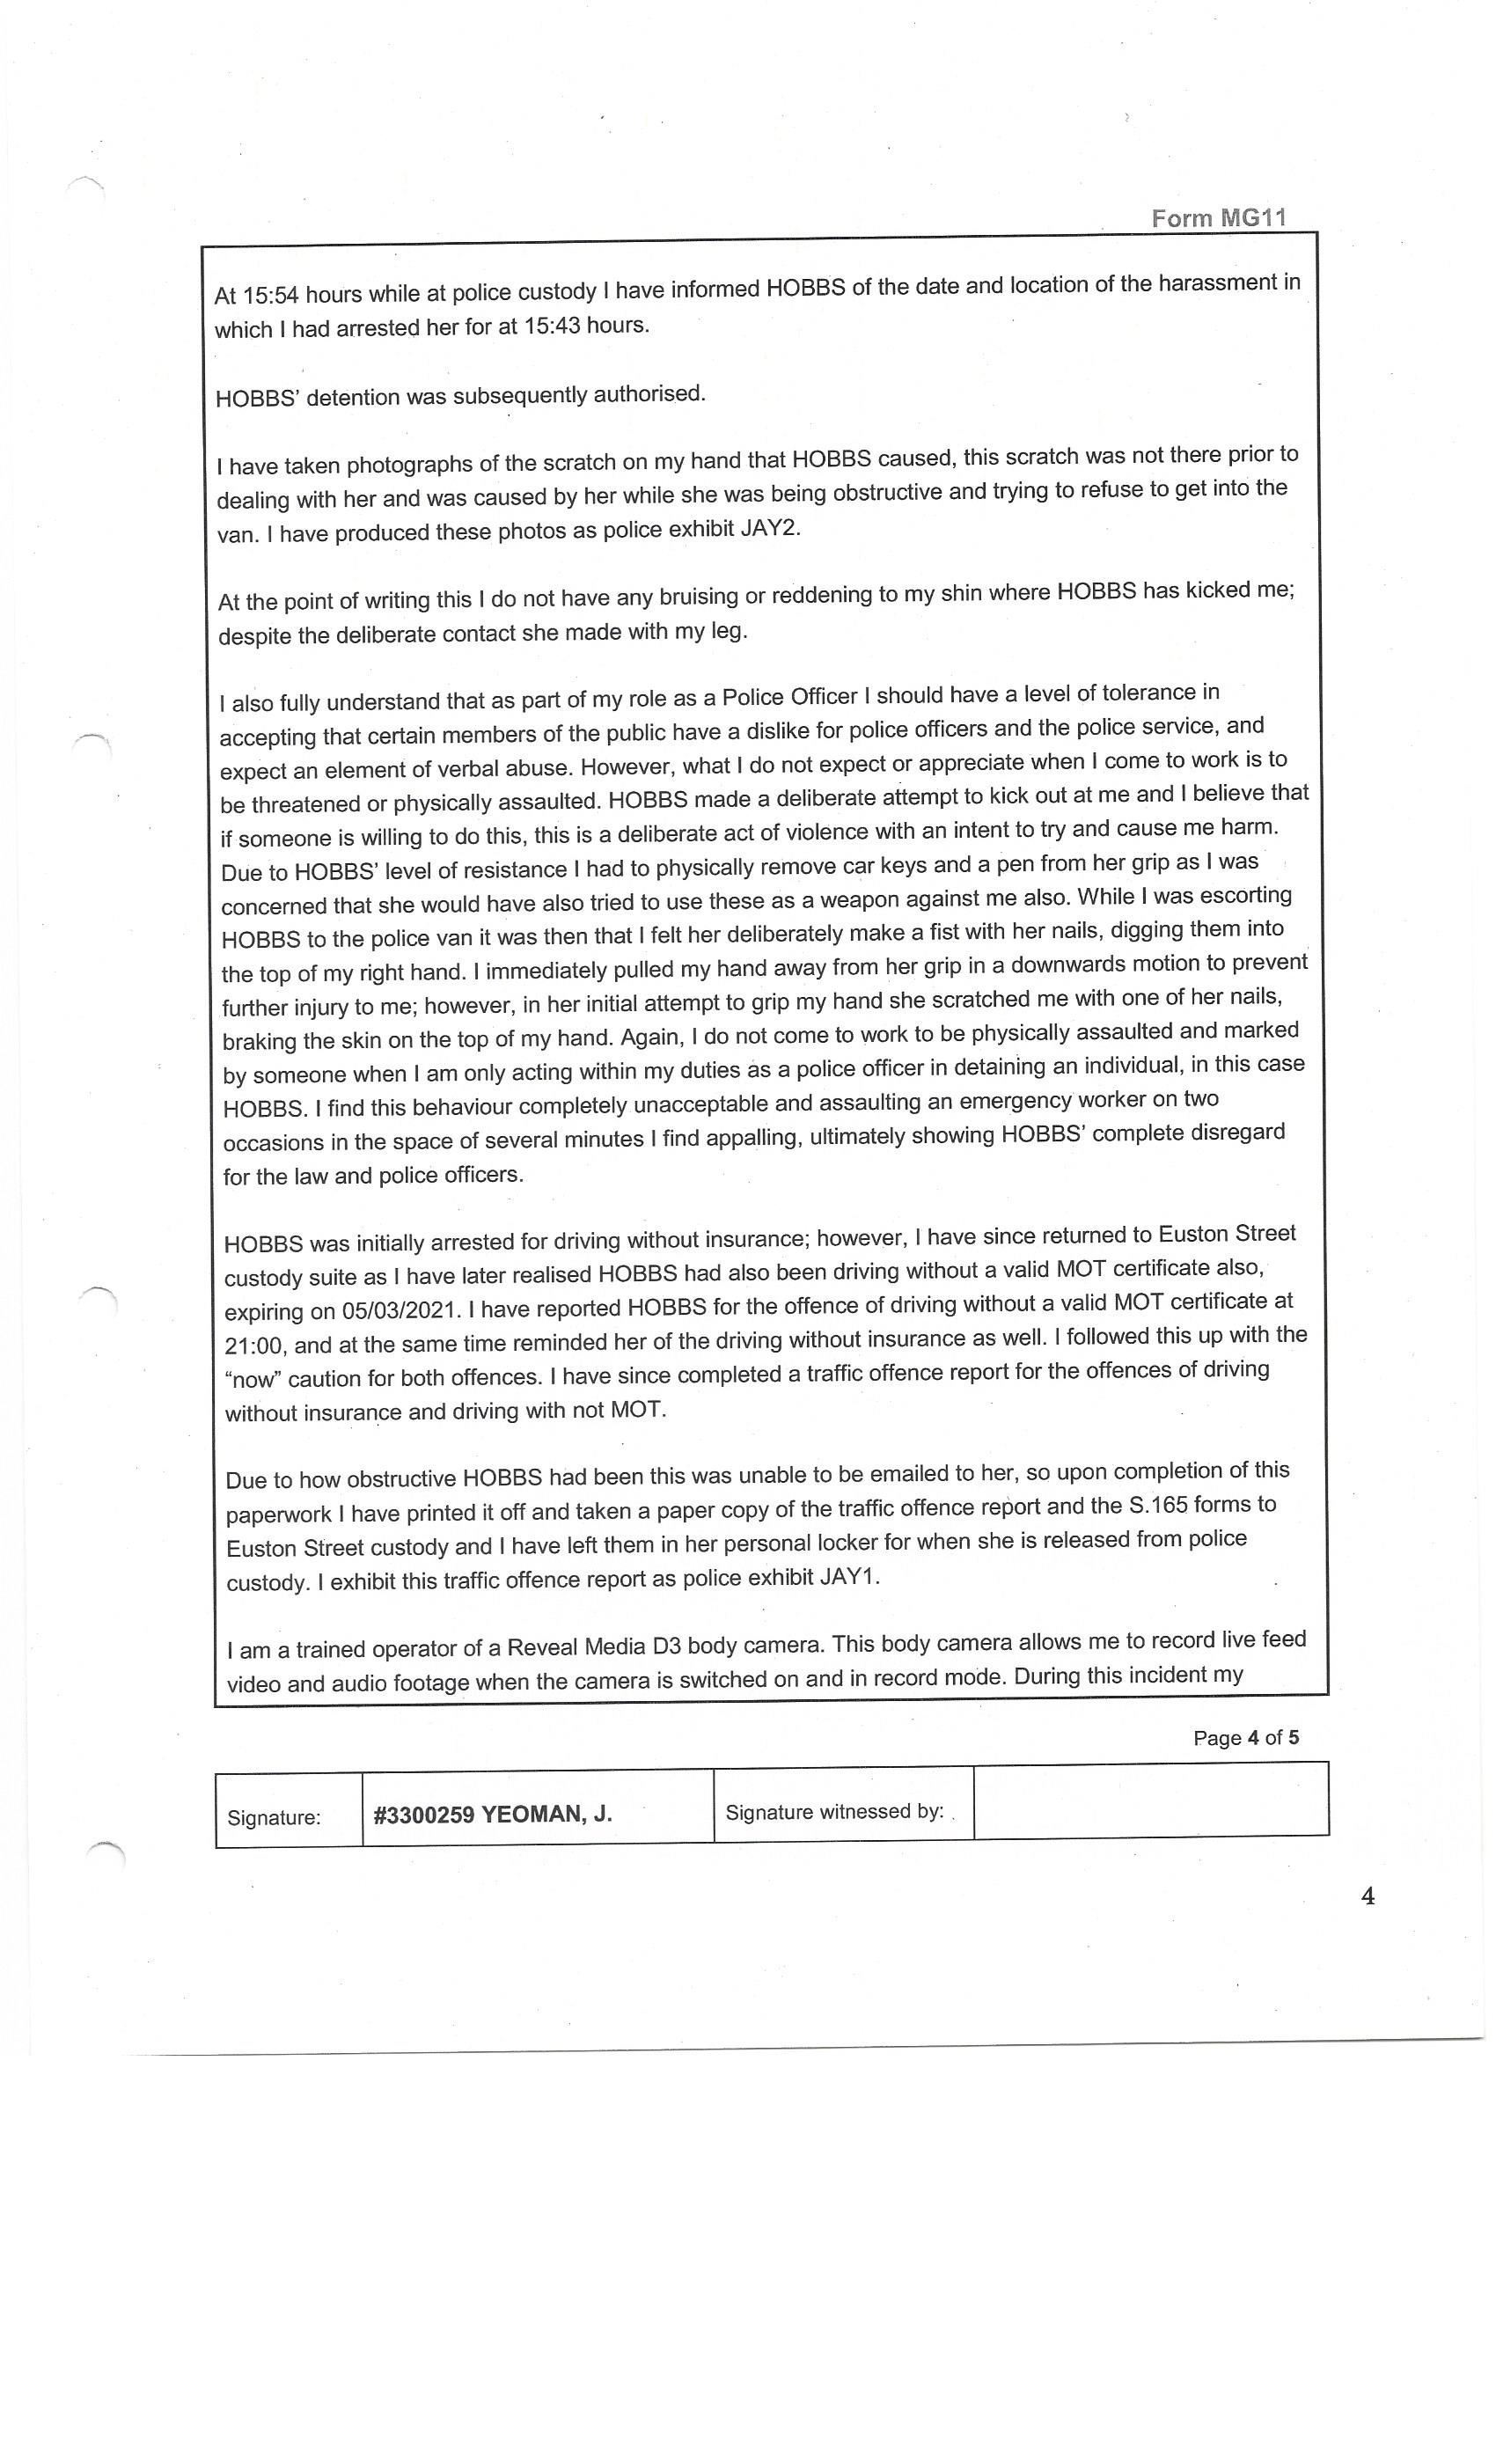 Form MG11
At 15:54 hours while at police custody I have informed HOBBS of the date and location of the harassment in
which I had arrested her for at 15:43 hours.
HOBBS' detention was subsequently authorised.
I have taken photographs of the scratch on my hand that HOBBS caused, this scratch was not there prior to
dealing with her and was caused by her while she was being obstructive and trying to refuse to get into the
van. I have produced these photos as police exhibit JAY2.
At the point of writing this I do not have any bruising or reddening to my shin where HOBBS has kicked me;
despite the deliberate contact she made with my leg.
I also fully understand that as part of my role as a Police Officer I should have a level of tolerance in
accepting that certain members of the public have a dislike for police officers and the police service, and
expect an element of verbal abuse. However, what I do not expect or appreciate when I come to work is to
be threatened or physically assaulted. HOBBS made a deliberate attempt to kick out at me and I believe that
if someone is willing to do this, this is a deliberate act of violence with an intent to try and cause me harm.
Due to HOBBS' level of resistance I had to physically remove car keys and a pen from her grip as I was
concerned that she would have also tried to use these as a weapon against me also. While I was escorting
HOBBS to the police van it was then that I felt her deliberately make a fist with her nails, digging them into
the top of my right hand. I immediately pulled my hand away from her grip in a downwards motion to prevent
further injury to me; however, in her initial attempt to grip my hand she scratched me with one of her nails,
braking the skin on the top of my hand. Again, I do not come to work to be physically assaulted and marked
by someone when I am only acting within my duties as a police officer in detaining an individual, in this case
HOBBS. I find this behaviour completely unacceptable and assaulting an emergency worker on two
occasions in the space of several minutes I find appalling, ultimately showing HOBBS' complete disregard
for the law and police officers.
HOBBS was initially arrested for driving without insurance; however, I have since returned to Euston Street
custody suite as I have later realised HOBBS had also been driving without a valid MOT certificate also,
expiring on 05/03/2021. I have reported HOBBS for the offence of driving without a valid MOT certificate at
21:00, and at the same time reminded her of the driving without insurance as well. I followed this up with the
“now” caution for both offences. I have since completed a traffic offence report for the offences of driving
without insurance and driving with not MOT.
Due to how obstructive HOBBS had been this was unable to be emailed to her, so upon completion of this
paperwork I have printed it off and taken a paper copy of the traffic offence report and the S.165 forms to
Euston Street custody and I have left them in her personal locker for when she is released from police
custody. I exhibit this traffic offence report as police exhibit JAY1.
I am a trained operator of a Reveal Media D3 body camera. This body camera allows me to record live feed
video and audio footage when the camera is switched on and in record mode. During this incident my
Page 4 of 5
Signature: #3300259 YEOMAN, J. Signature witnessed by:
4